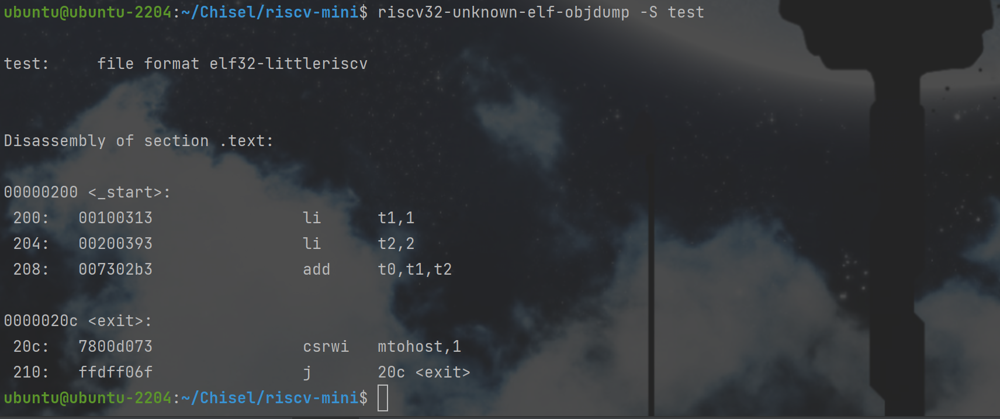 ubuntu@ubuntu-2204:~/Chisel/riscv-mini$ riscv32-unknown-elf-objdump -S test
test:     file format elf32-littleriscv
Disassembly of section .text:
00000200 <_start>:
 200:   00100313                li      t1,1
 204:   00200393                li      t2,2
 208:   007302b3                add     t0,t1,t2
0000020c <exit>:
 20c:   7800d073                csrwi   mtohost,1
 210:   ffdff06f                j       20c <exit>
ubuntu@ubuntu-2204:~/Chisel/riscv-mini$